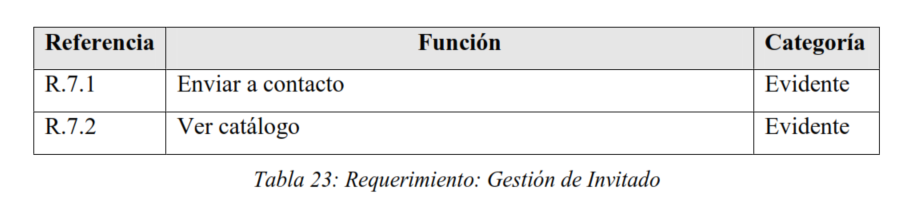 Referencia Función Categoría
R.7.1 Enviar a contacto Evidente
R.7.2 Ver catálogo Evidente
Tabla 23: Requerimiento: Gestión de Invitado